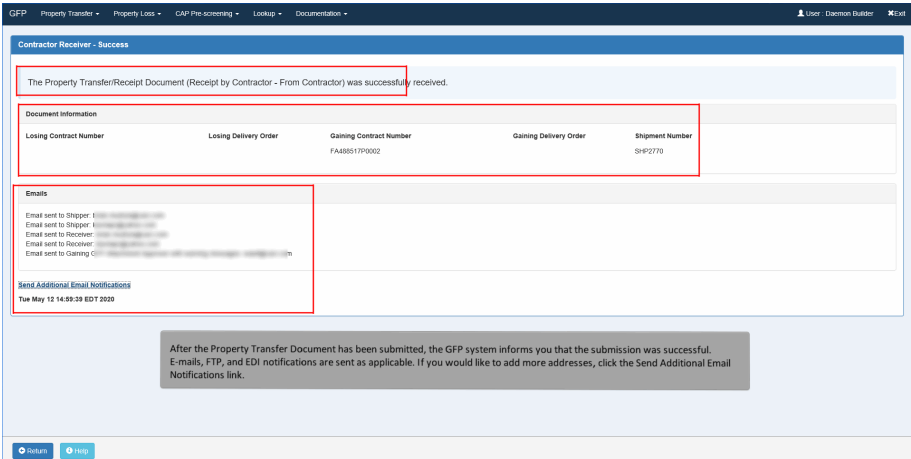 GFP Property Transfer Property Loss CAP Pre-screening Lookup Documentation User : Daemon Builder Exit
Contractor Receiver - Success
The Property Transfer/Receipt Document (Receipt by Contractor - From Contractor) was successfully received.
Document Information
Losing Contract Number Losing Delivery Order Gaining Contract Number Gaining Delivery Order Shipment Number
FA488517P0002 SHP2770
Emails
Email sent to Shipper:
Email sent to Shipper:
Email sent to Receiver:
Email sent to Receiver:
Email sent to Gaining
Send Additional Email Notifications
Tue May 12 14:59:39 EDT 2020
After the Property Transfer Document has been submitted, the GFP system informs you that the submission was successful.
E-mails, FTP, and EDI notifications are sent as applicable. If you would like to add more addresses, click the Send Additional Email
Notifications link.
Return Help